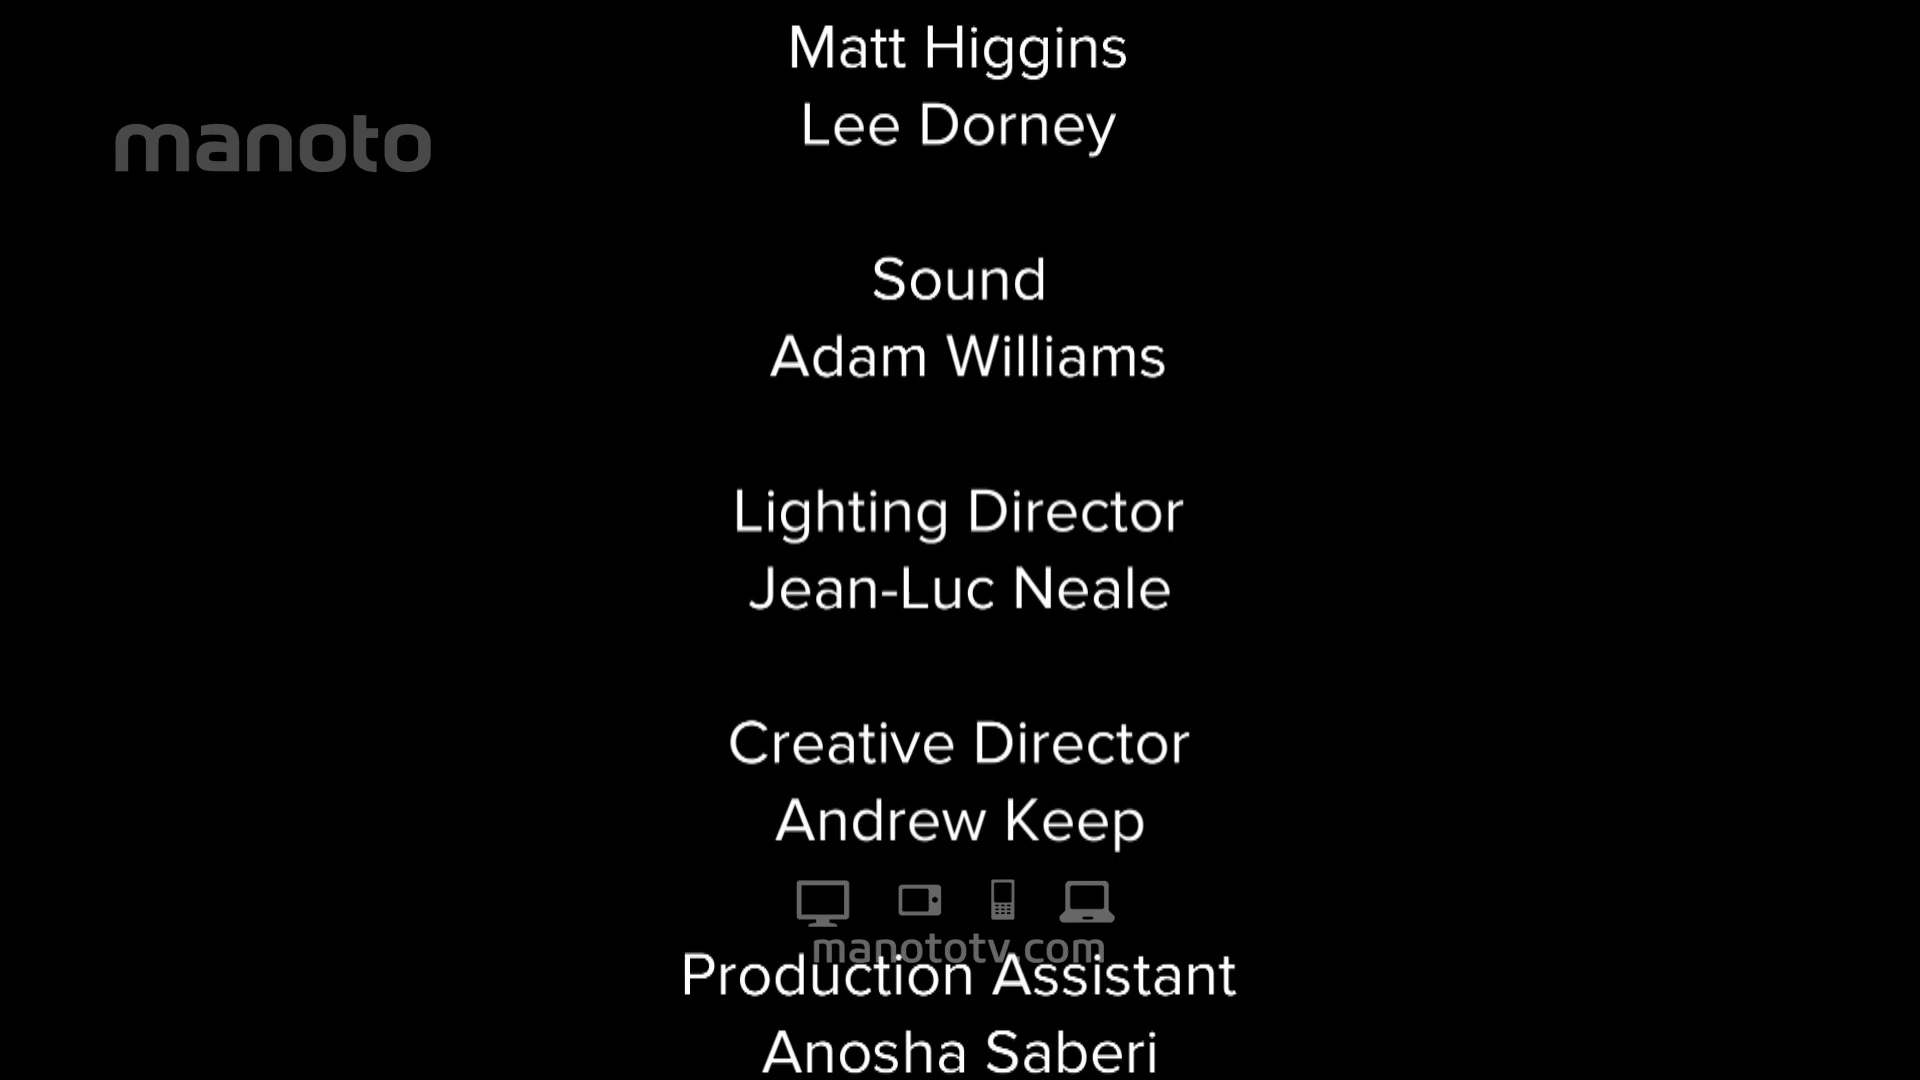 Matt Higgins
Lee Dorney
manoto
Sound
Adam Williams
Lighting Director
Jean-Luc Neale
Creative Director
Andrew Keep
manototv.com
Production Assistant
Anosha Saberi